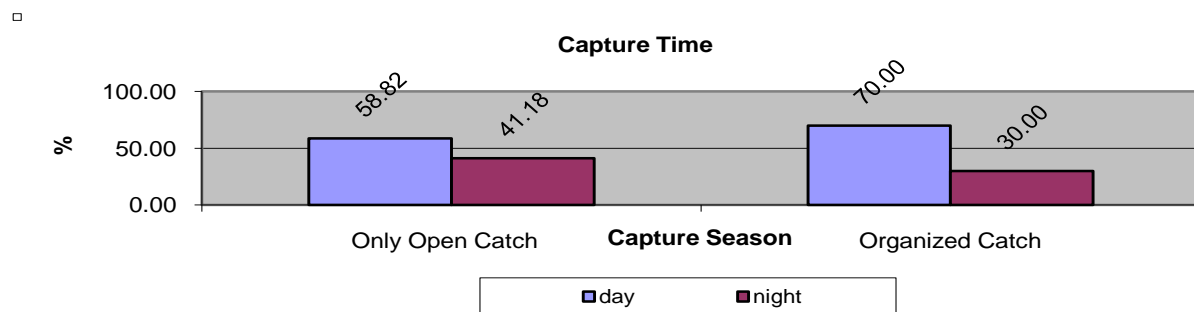 Capture Time
58.82
41.18
70.00
30.00
100.00
50.00
0.00
%
Only Open Catch
Capture Season
Organized Catch
day
night